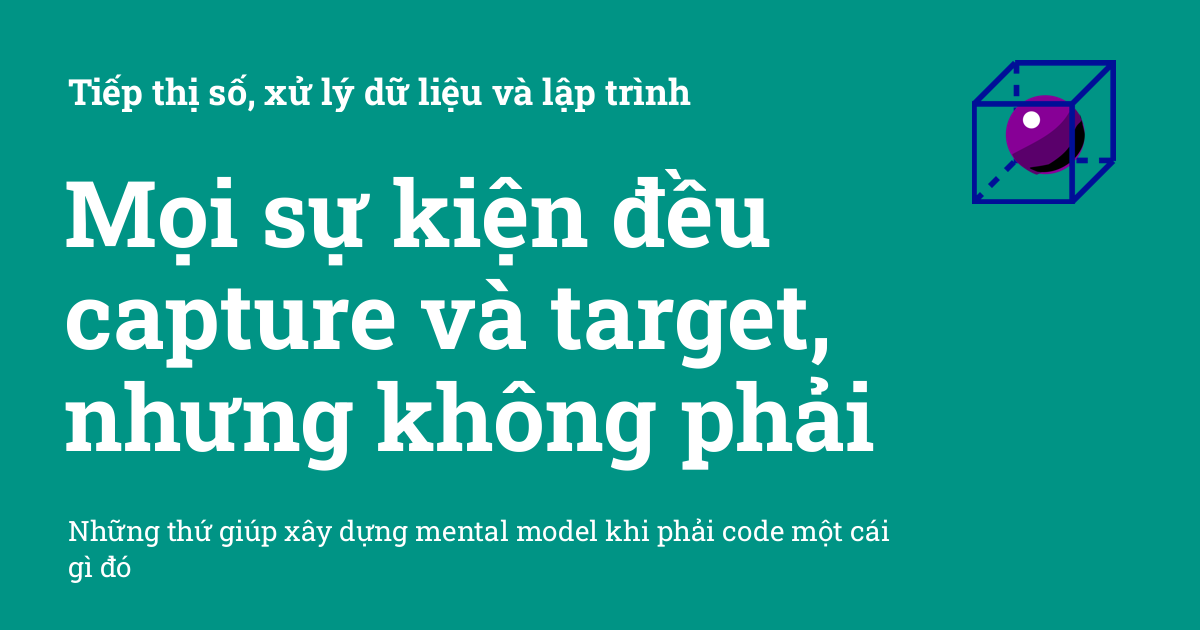 Tiếp thị số, xử lý dữ liệu và lập trình
Mọi sự kiện đều
capture và target,
nhưng không phải
Những thứ giúp xây dựng mental model khi phải code một cái
gì đó